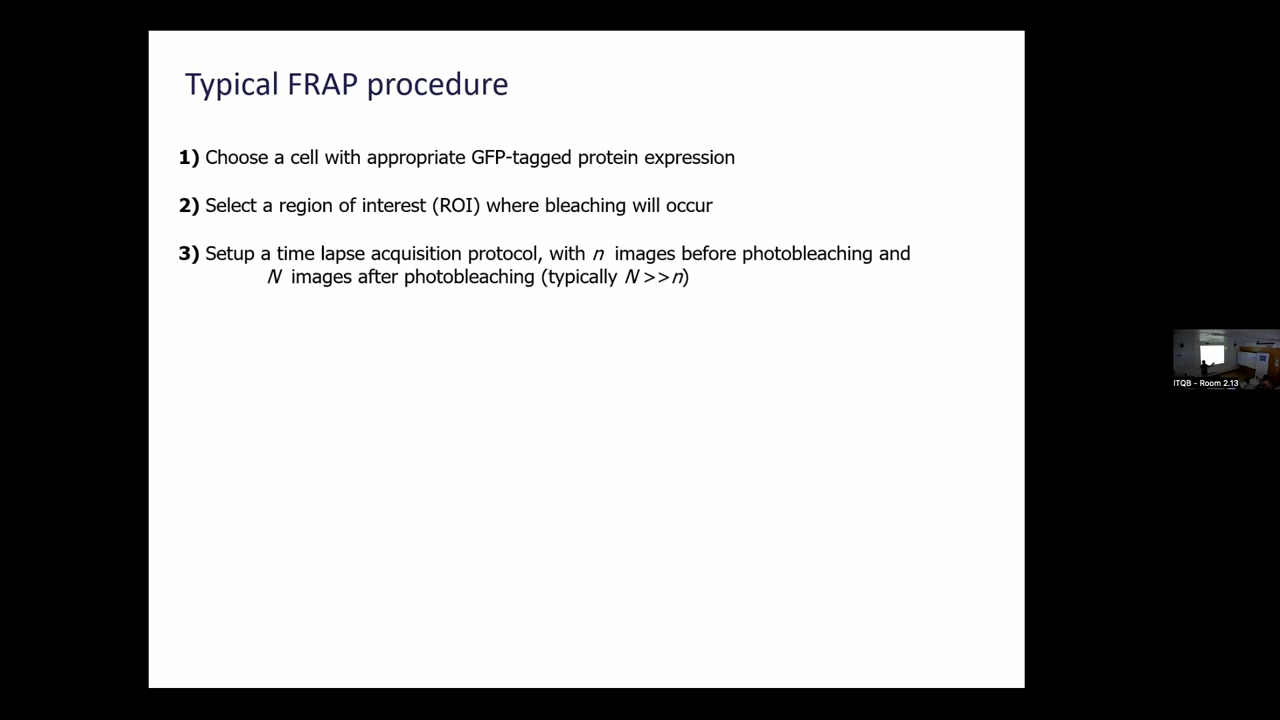 Typical FRAP procedure
1) Choose a cell with appropriate GFP-tagged protein expression
2) Select a region of interest (ROI) where bleaching will occur
3) Setup a time lapse acquisition protocol, with n images before photobleaching and
N images after photobleaching (typically N >>n)
ITQB - Room 2.13